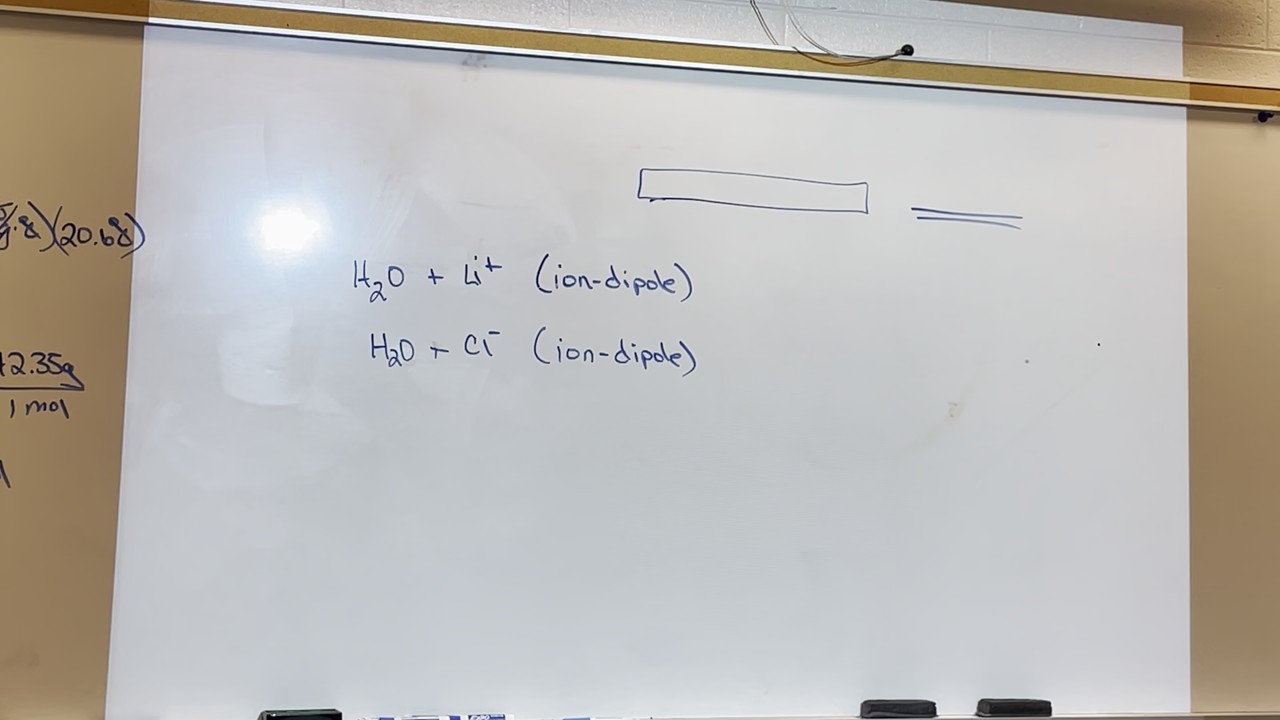 (20.68)
H₂O + Li⁺ (ion-dipole)
H₂O + Cl⁻ (ion-dipole)
2.35g
1 mol